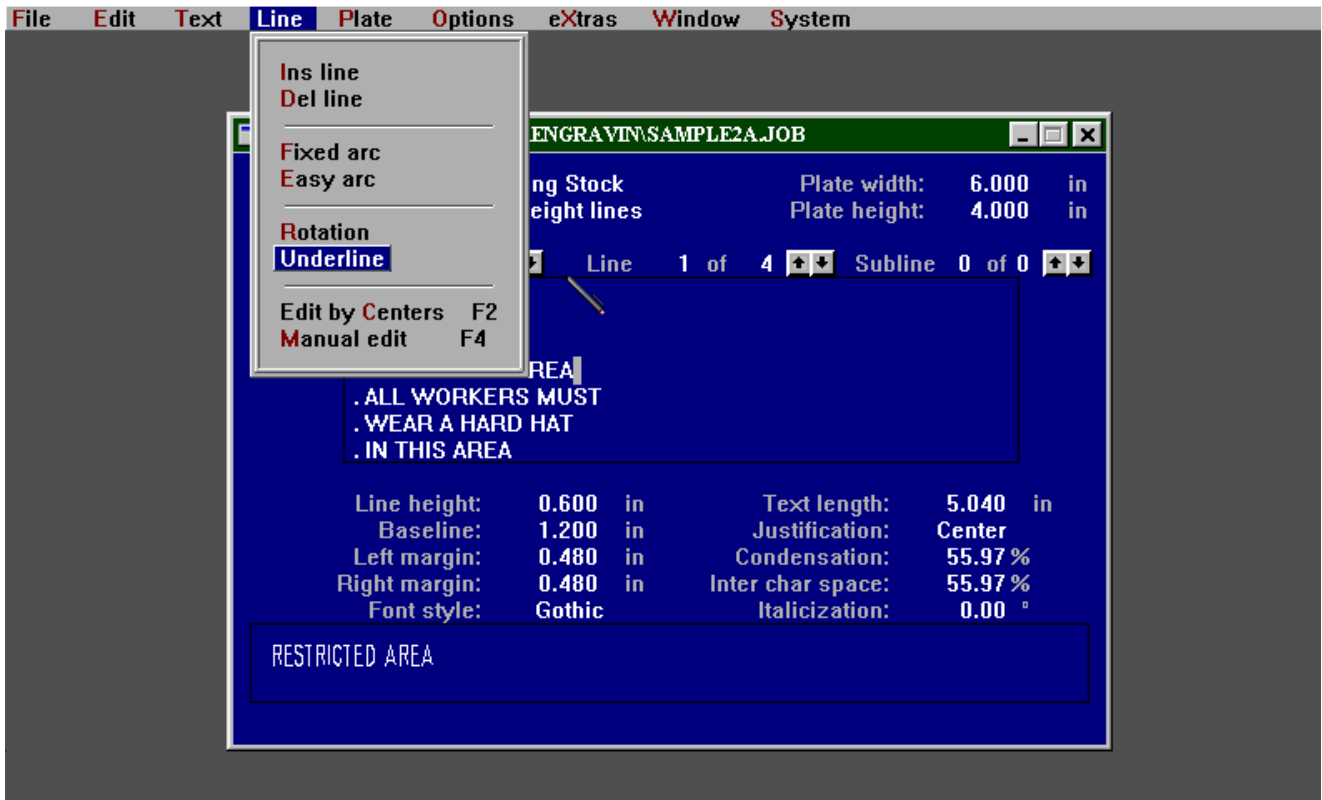 File Edit Text Line Plate Options eXtras Window System
Ins line
Del line
Fixed arc
Easy arc
Rotation
Underline
Edit by Centers F2
Manual edit F4
ENGRAVIN\SAMPLE2A.JOB
ng Stock Plate width: 6.000 in
eight lines Plate height: 4.000 in
Line 1 of 4 Subline 0 of 0
REA
. ALL WORKERS MUST
. WEAR A HARD HAT
. IN THIS AREA
Line height: 0.600 in Text length: 5.040 in
Baseline: 1.200 in Justification: Center
Left margin: 0.480 in Condensation: 55.97 %
Right margin: 0.480 in Inter char space: 55.97 %
Font style: Gothic Italicization: 0.00 °
RESTRICTED AREA